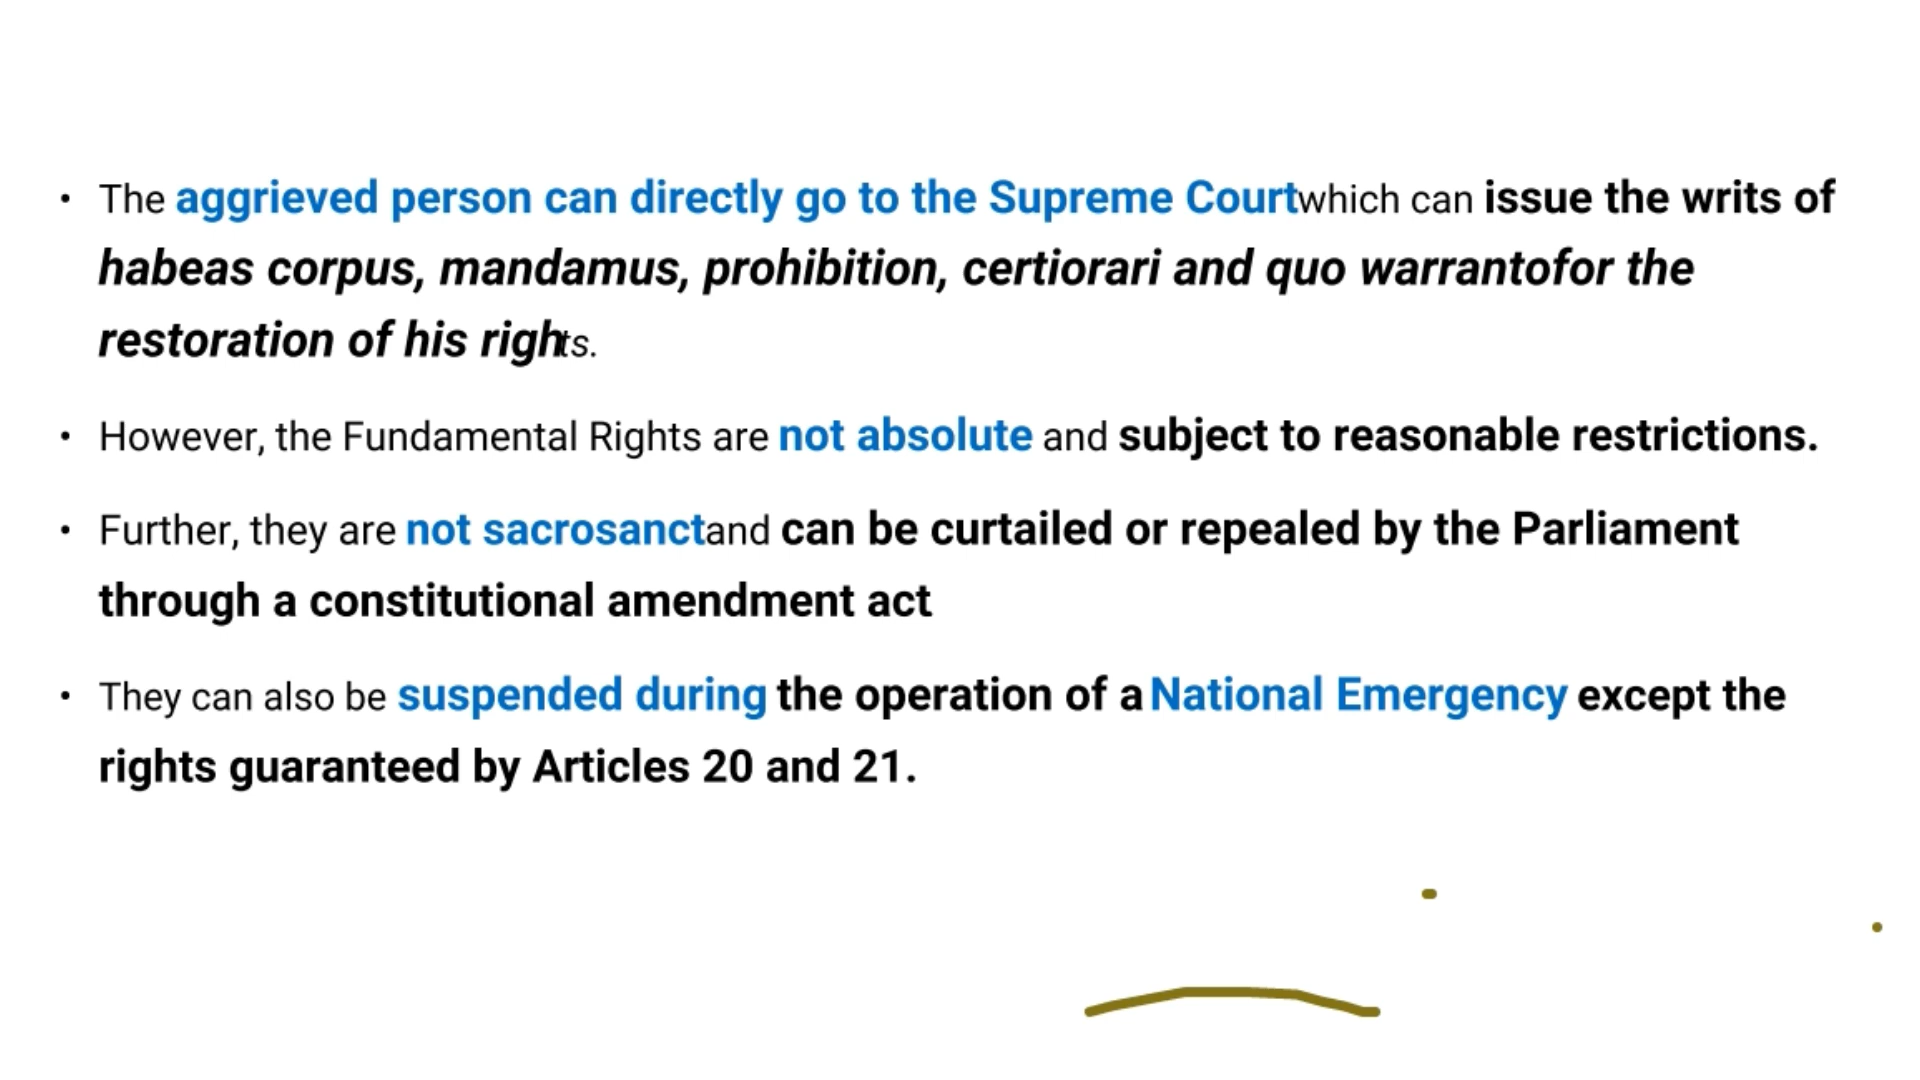 • The aggrieved person can directly go to the Supreme Courtwhich can issue the writs of
habeas corpus, mandamus, prohibition, certiorari and quo warrantofor the
restoration of his rights.
• However, the Fundamental Rights are not absolute and subject to reasonable restrictions.
• Further, they are not sacrosanctand can be curtailed or repealed by the Parliament
through a constitutional amendment act
• They can also be suspended during the operation of a National Emergency except the
rights guaranteed by Articles 20 and 21.